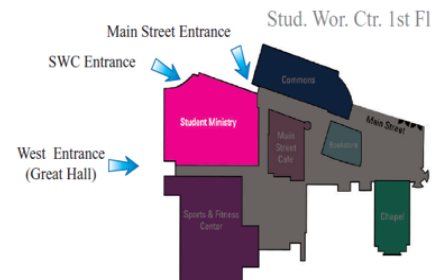 Stud. Wor. Ctr. 1st Fl
Main Street Entrance
SWC Entrance
Commons
Student Ministry
Main Street
Main
Street
Cafe
Bookstore
West Entrance
(Great Hall)
Sports & Fitness
Center
Chapel